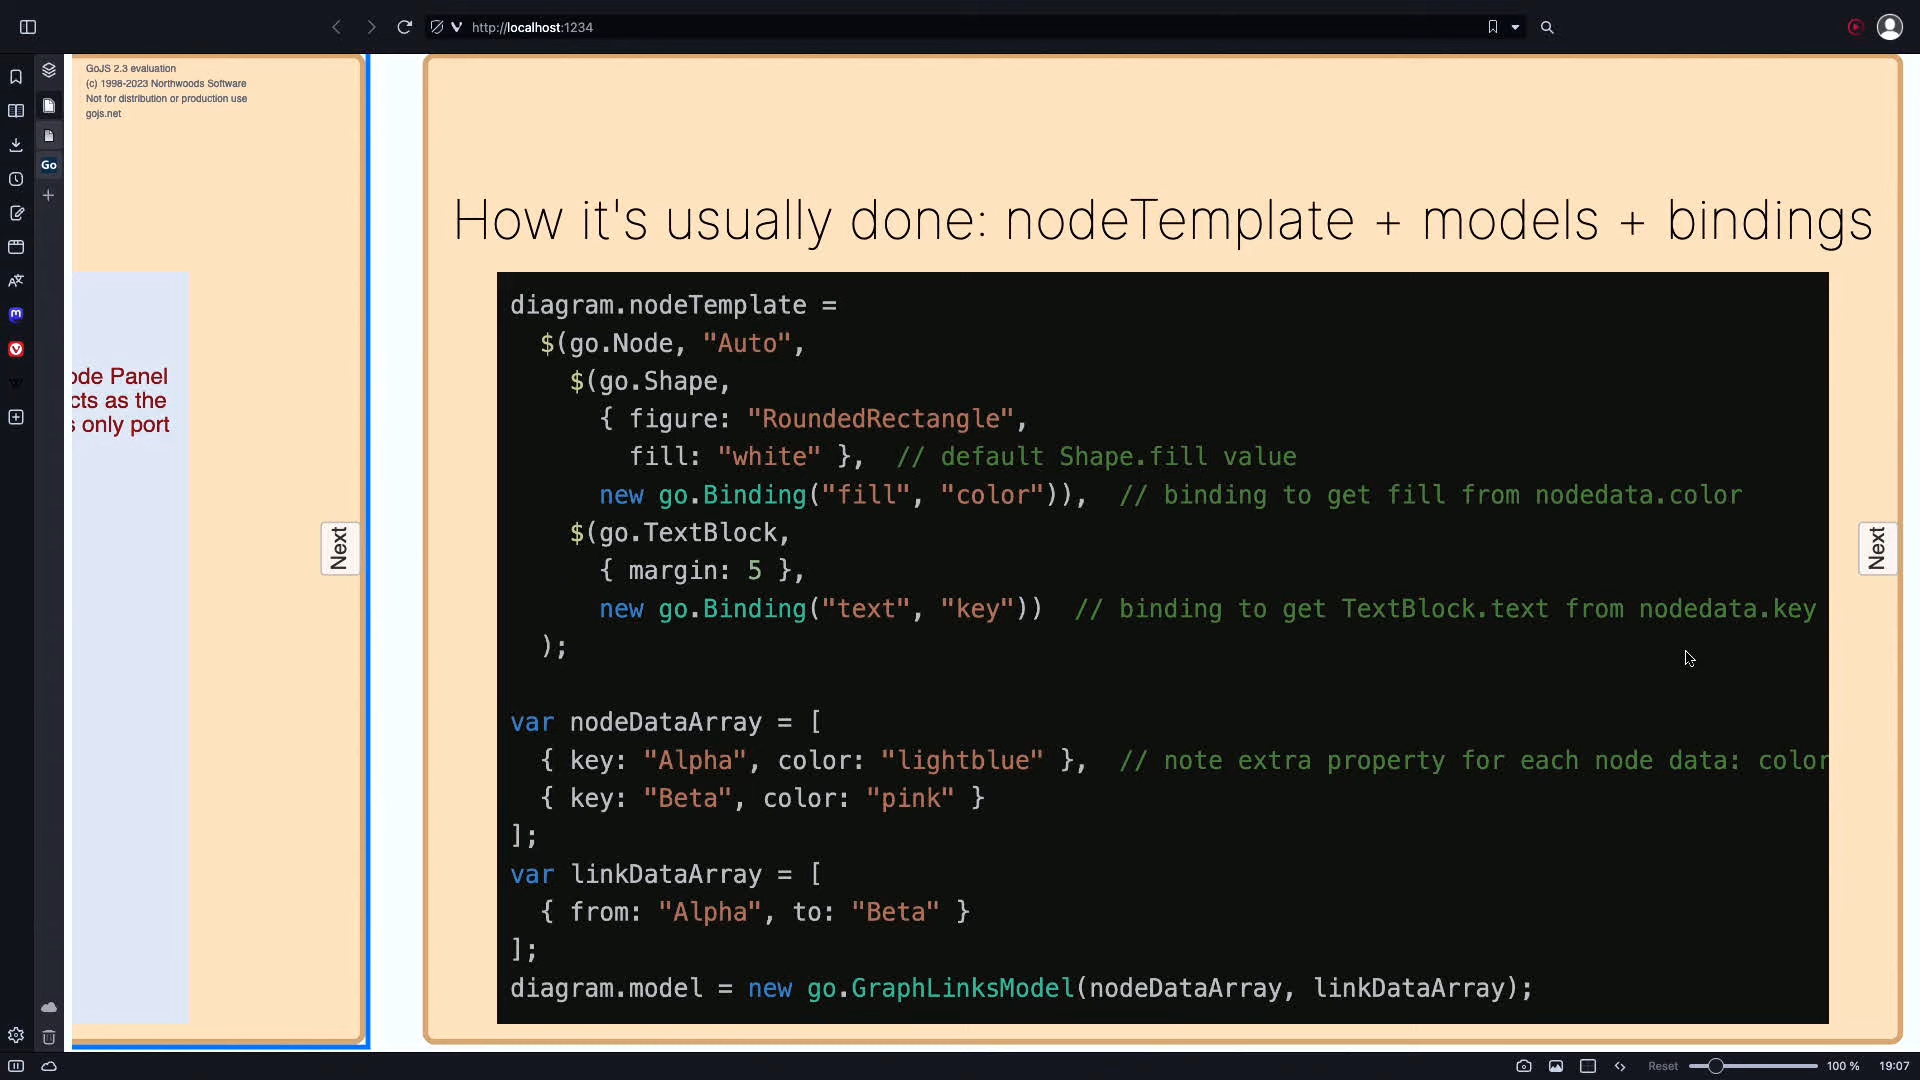 http://localhost:1234
Go
GoJS 2.3 evaluation
(c) 1998-2023 Northwoods Software
Not for distribution or production use
gojs.net
ode Panel
cts as the
s only port
Next
How it's usually done: nodeTemplate + models + bindings
diagram.nodeTemplate =
  $(go.Node, "Auto",
    $(go.Shape,
      { figure: "RoundedRectangle",
        fill: "white" },  // default Shape.fill value
      new go.Binding("fill", "color")),  // binding to get fill from nodedata.color
    $(go.TextBlock,
      { margin: 5 },
      new go.Binding("text", "key"))  // binding to get TextBlock.text from nodedata.key
  );
var nodeDataArray = [
  { key: "Alpha", color: "lightblue" },  // note extra property for each node data: color
  { key: "Beta", color: "pink" }
];
var linkDataArray = [
  { from: "Alpha", to: "Beta" }
];
diagram.model = new go.GraphLinksModel(nodeDataArray, linkDataArray);
Next
Reset
100 %
19:07